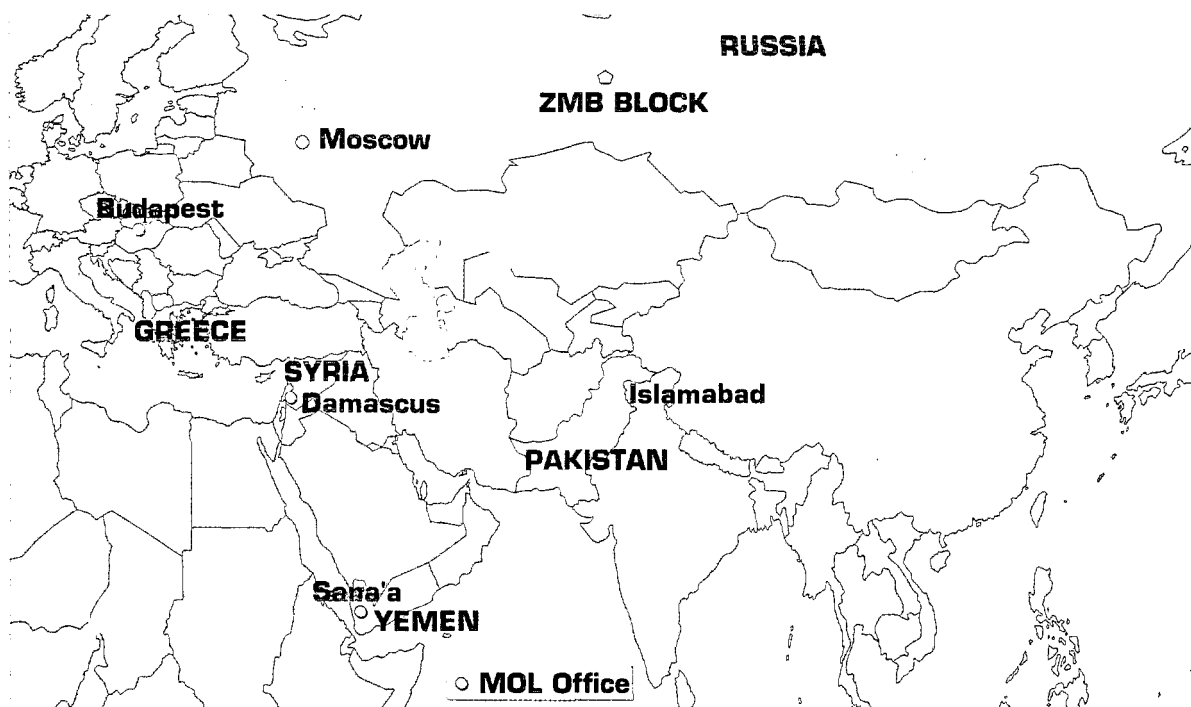 RUSSIA
ZMB BLOCK
Moscow
Budapest
GREECE
SYRIA
Damascus
Islamabad
PAKISTAN
Sana'a
YEMEN
MOL Office